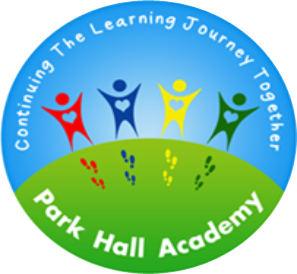 Continuing The Learning Journey Together
Park Hall Academy